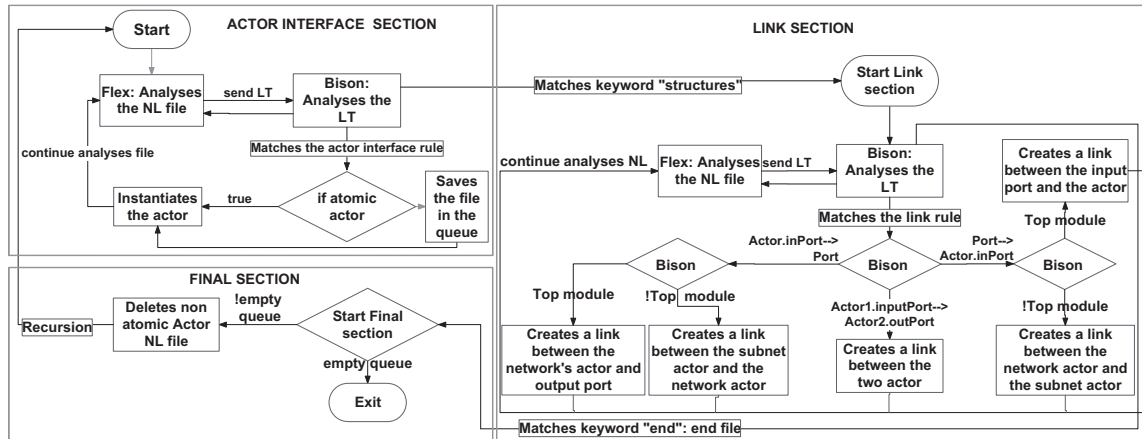 ACTOR INTERFACE SECTION
Start
Flex: Analyses
the NL file
send LT
Bison:
Analyses the
LT
Matches the actor interface rule
continue analyses file
Instantiates
the actor
true
if atomic
actor
Saves
the file
in the
queue
Matches keyword "structures"
LINK SECTION
Start Link
section
continue analyses NL
Flex: Analyses
the NL file
send LT
Bison:
Analyses the
LT
Matches the link rule
Creates a link
between the input
port and the actor
Top module
Actor.inPort-->
Port
Port-->
Actor.inPort
Bison
Bison
Bison
Top module
!Top module
Actor1.inputPort-->
Actor2.outPort
!Top module
Creates a link
between the
network's actor and
output port
Creates a link
between the subnet
actor and the
network actor
Creates a link
between the
two actor
Creates a link
between the
network actor and
the subnet actor
Matches keyword "end": end file
FINAL SECTION
Recursion
Deletes non
atomic Actor
NL file
!empty
queue
Start Final
section
empty queue
Exit